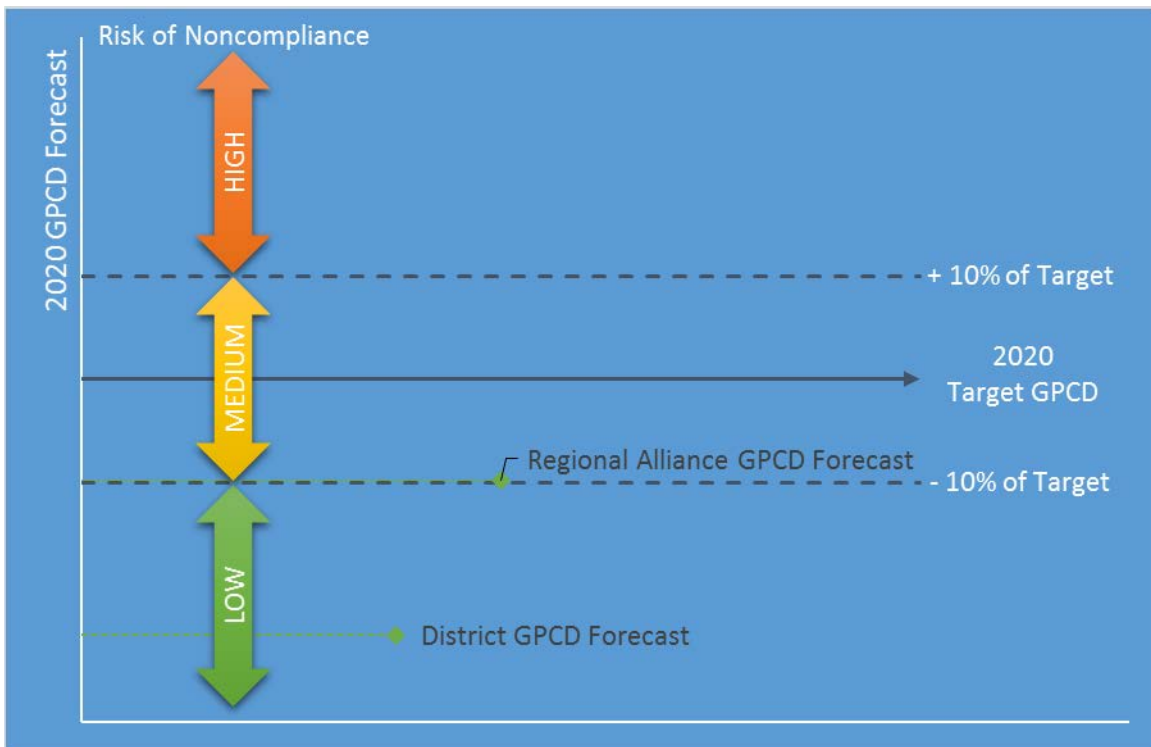 Risk of Noncompliance
2020 GPCD Forecast
HIGH
+ 10% of Target
MEDIUM
2020
Target GPCD
Regional Alliance GPCD Forecast
- 10% of Target
LOW
District GPCD Forecast